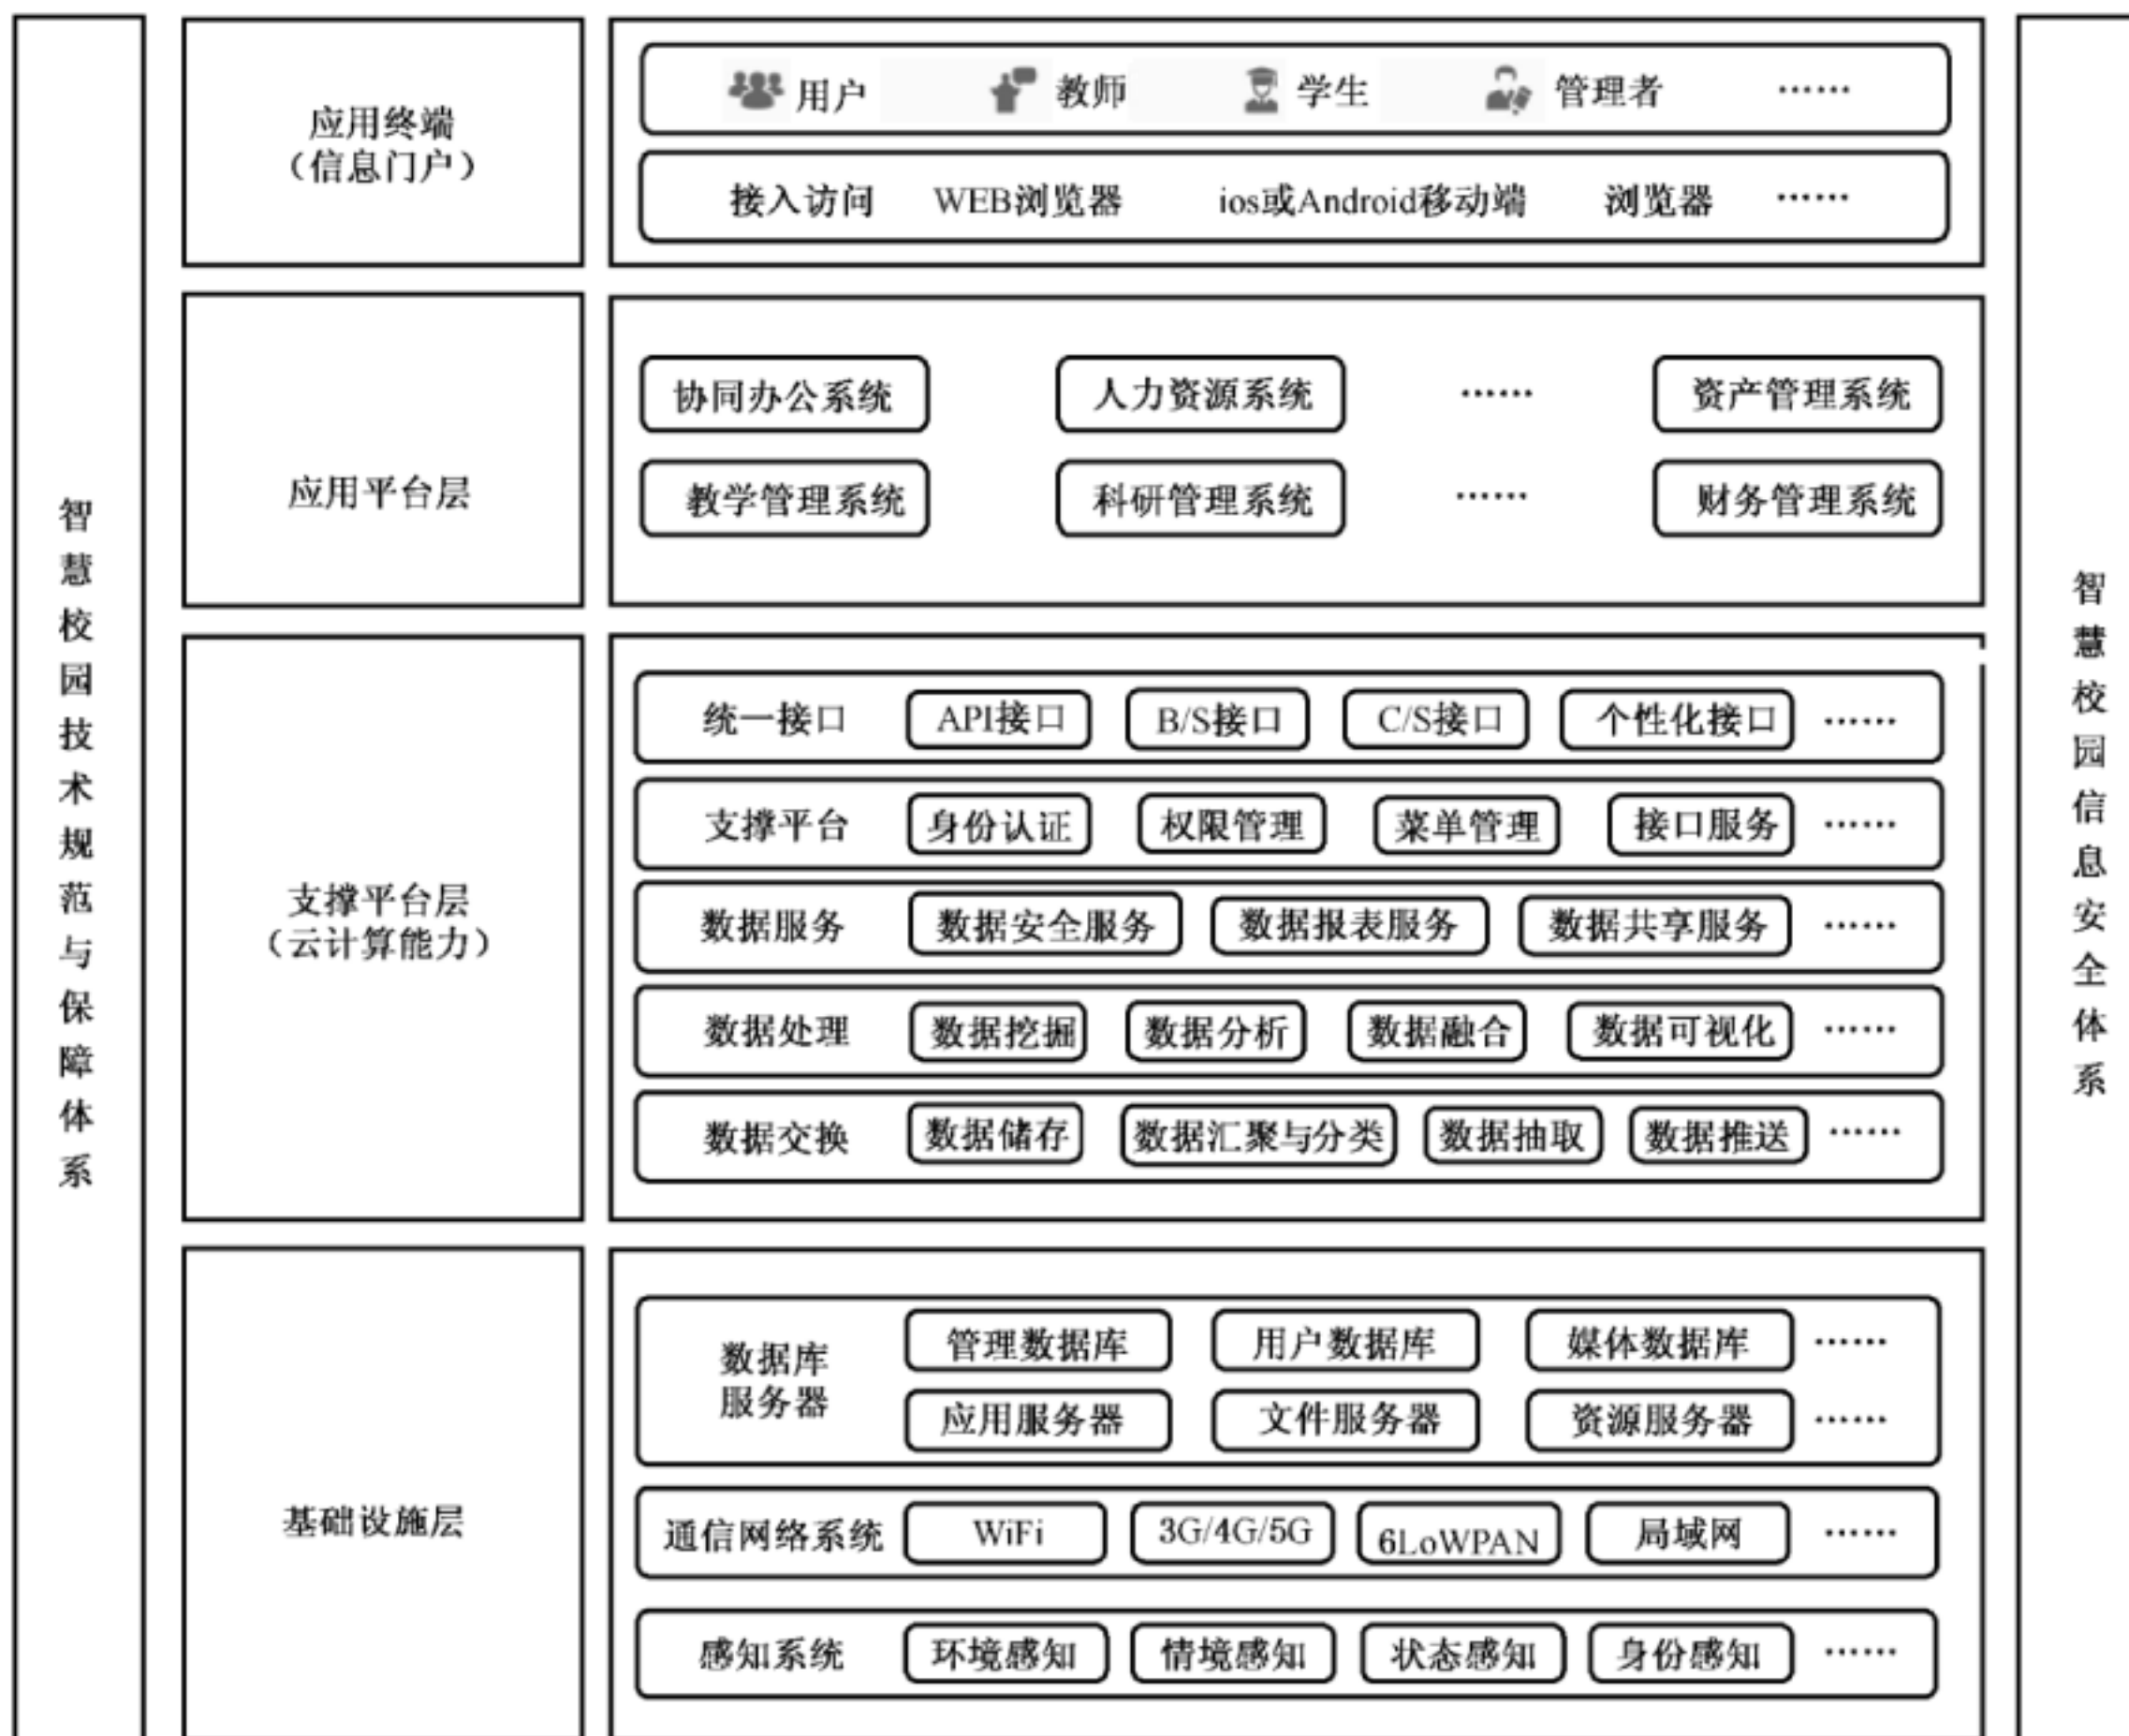 智慧校园技术规范与保障体系
应用终端
（信息门户）
用户 教师 学生 管理者 ……
接入访问 WEB浏览器 ios或Android移动端 浏览器 ……
应用平台层
协同办公系统 人力资源系统 …… 资产管理系统
教学管理系统 科研管理系统 …… 财务管理系统
支撑平台层
（云计算能力）
统一接口 API接口 B/S接口 C/S接口 个性化接口 ……
支撑平台 身份认证 权限管理 菜单管理 接口服务 ……
数据服务 数据安全服务 数据报表服务 数据共享服务 ……
数据处理 数据挖掘 数据分析 数据融合 数据可视化 ……
数据交换 数据储存 数据汇聚与分类 数据抽取 数据推送 ……
基础设施层
数据库
服务器
管理数据库 用户数据库 媒体数据库 ……
应用服务器 文件服务器 资源服务器 ……
通信网络系统 WiFi 3G/4G/5G 6LoWPAN 局域网 ……
感知系统 环境感知 情境感知 状态感知 身份感知 ……
智慧校园信息安全体系